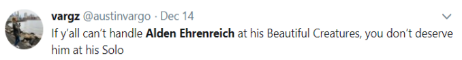 vargz @austinvargo · Dec 14
If y'all can't handle Alden Ehrenreich at his Beautiful Creatures, you don't deserve
him at his Solo